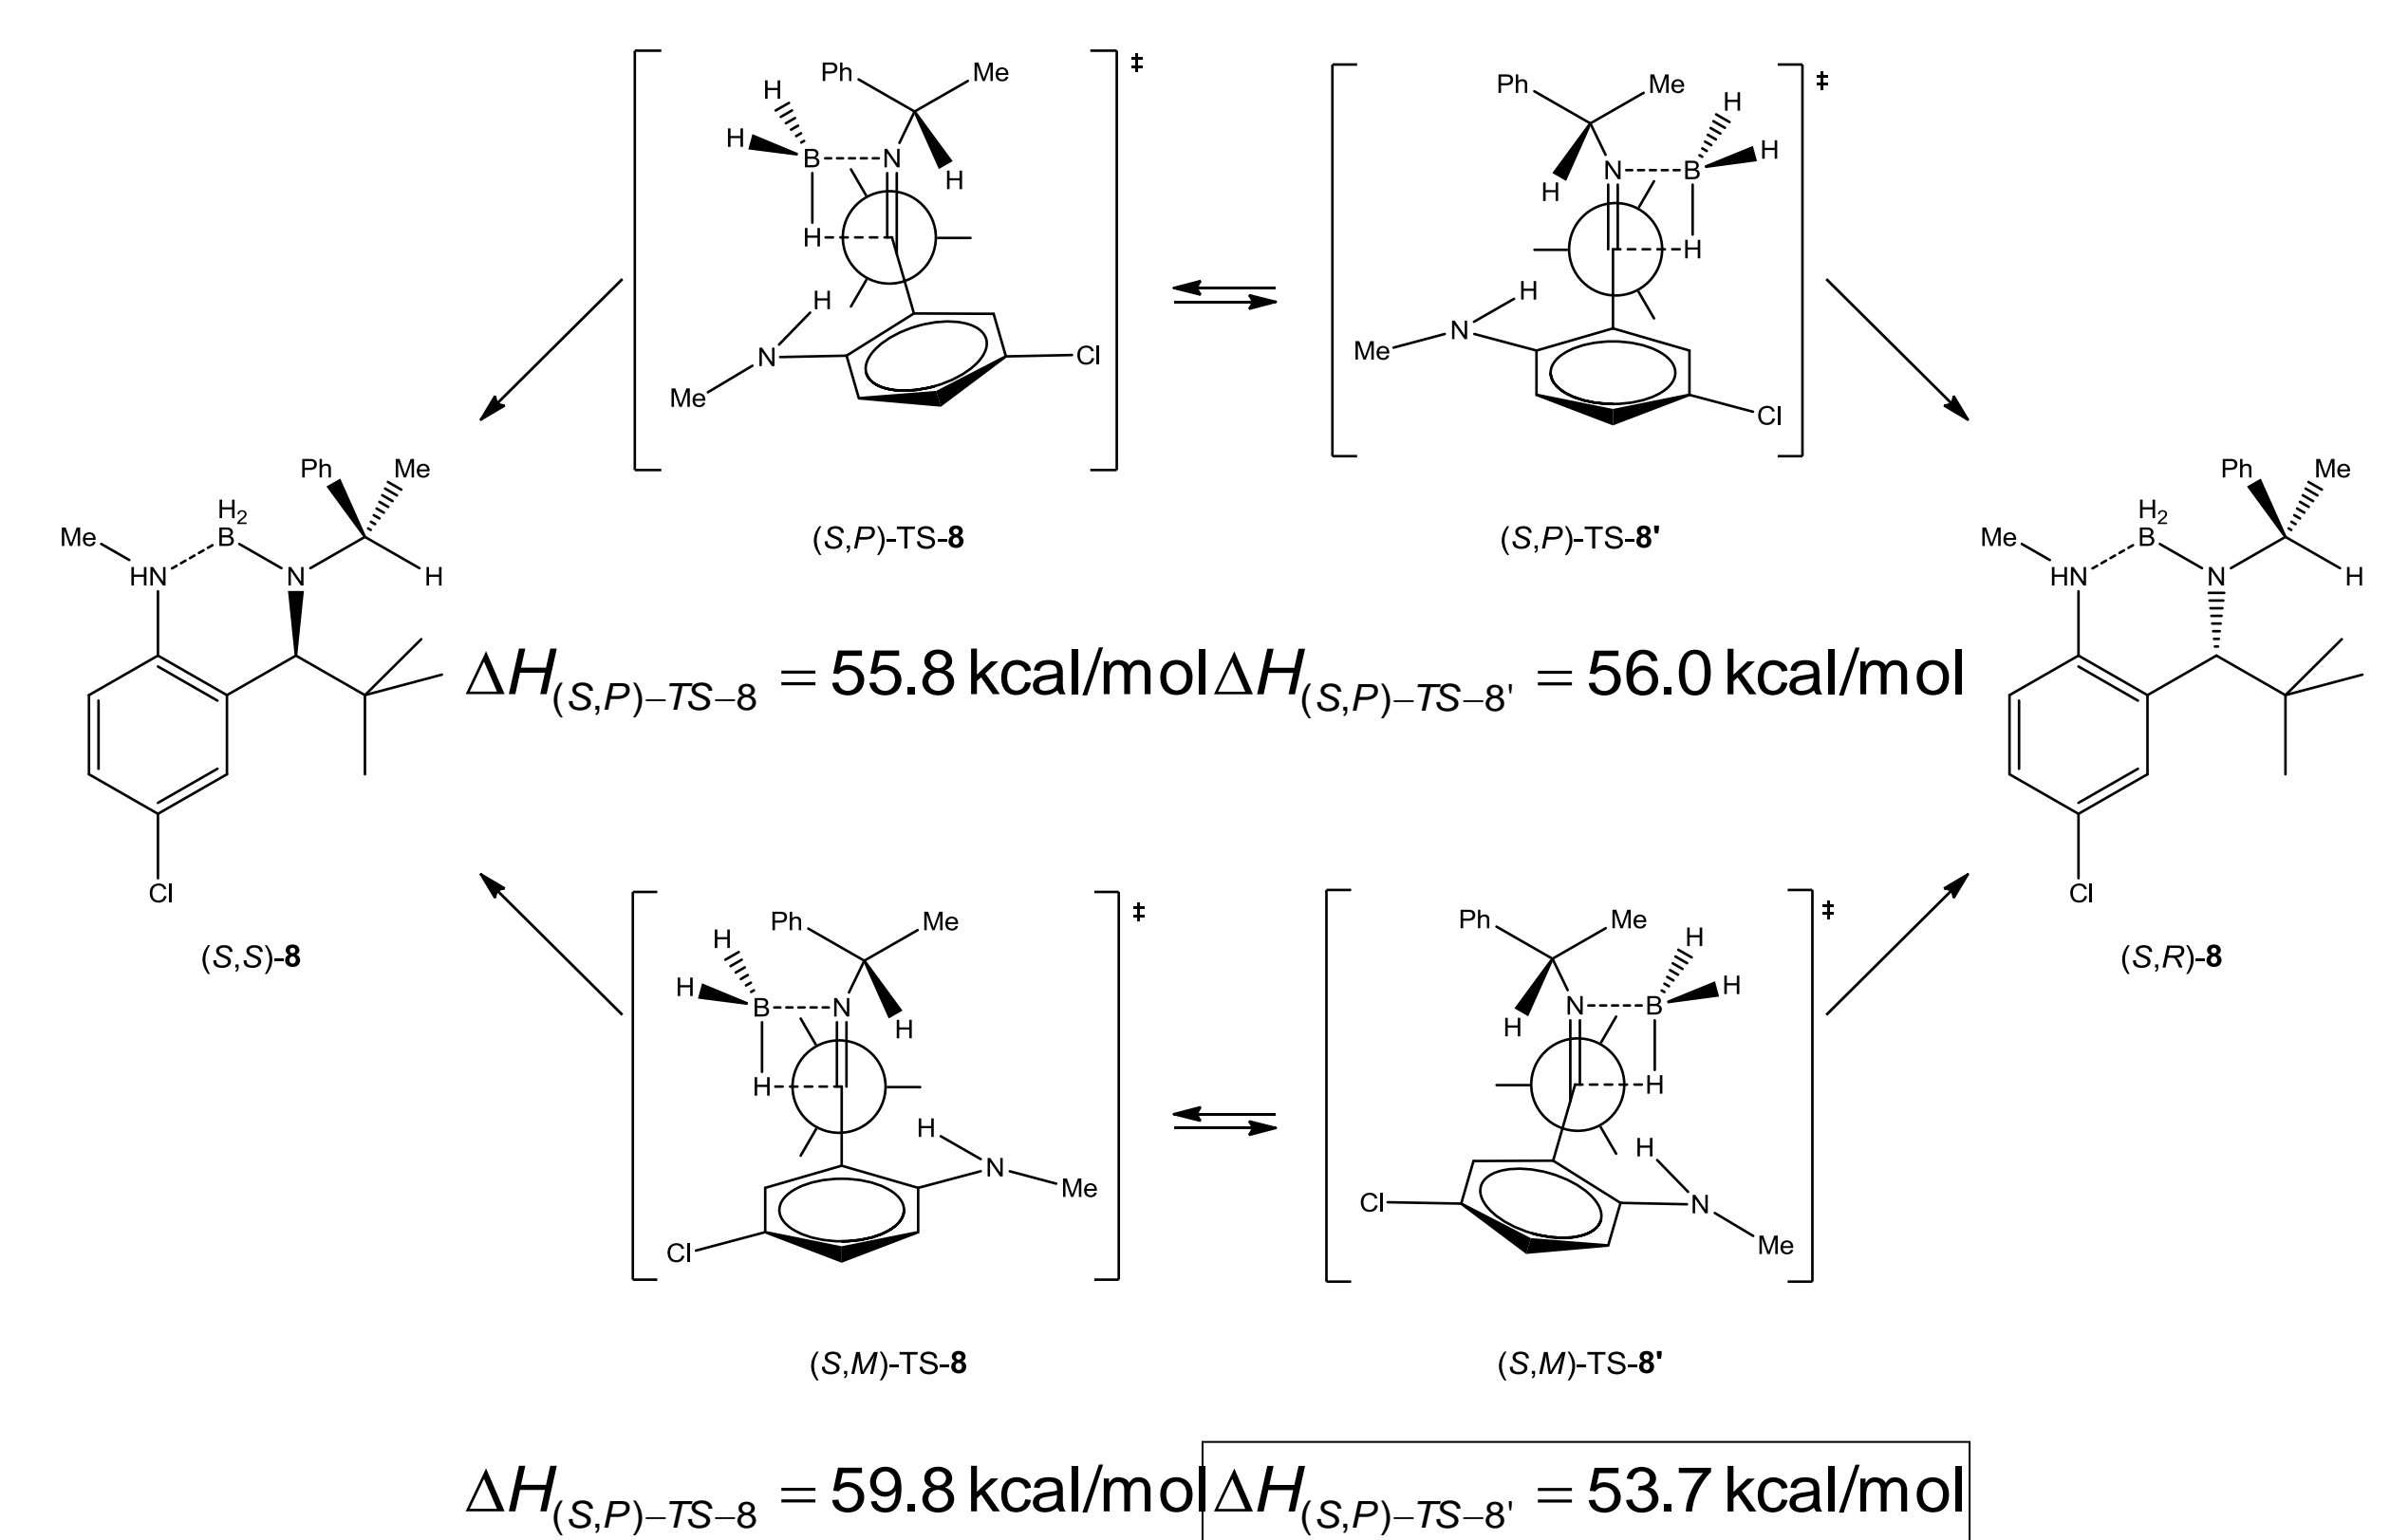 Ph Me
H
H
B N
H
H
H
N
Me
Cl
‡
Ph Me
H
H
N B
H
H
H
N
Me
Cl
‡
(S,P)-TS-8
(S,P)-TS-8'
Ph Me
H2
Me B
HN N H
Cl
(S,S)-8
Ph Me
H2
Me B
HN N H
Cl
(S,R)-8
ΔH(S,P)−TS−8 = 55.8 kcal/mol
ΔH(S,P)−TS−8' = 56.0 kcal/mol
Ph Me
H
H
B N
H
H
H
N
Me
Cl
‡
Ph Me
H
H
N B
H
H
H
Cl
N
Me
‡
(S,M)-TS-8
(S,M)-TS-8'
ΔH(S,P)−TS−8 = 59.8 kcal/mol
ΔH(S,P)−TS−8' = 53.7 kcal/mol